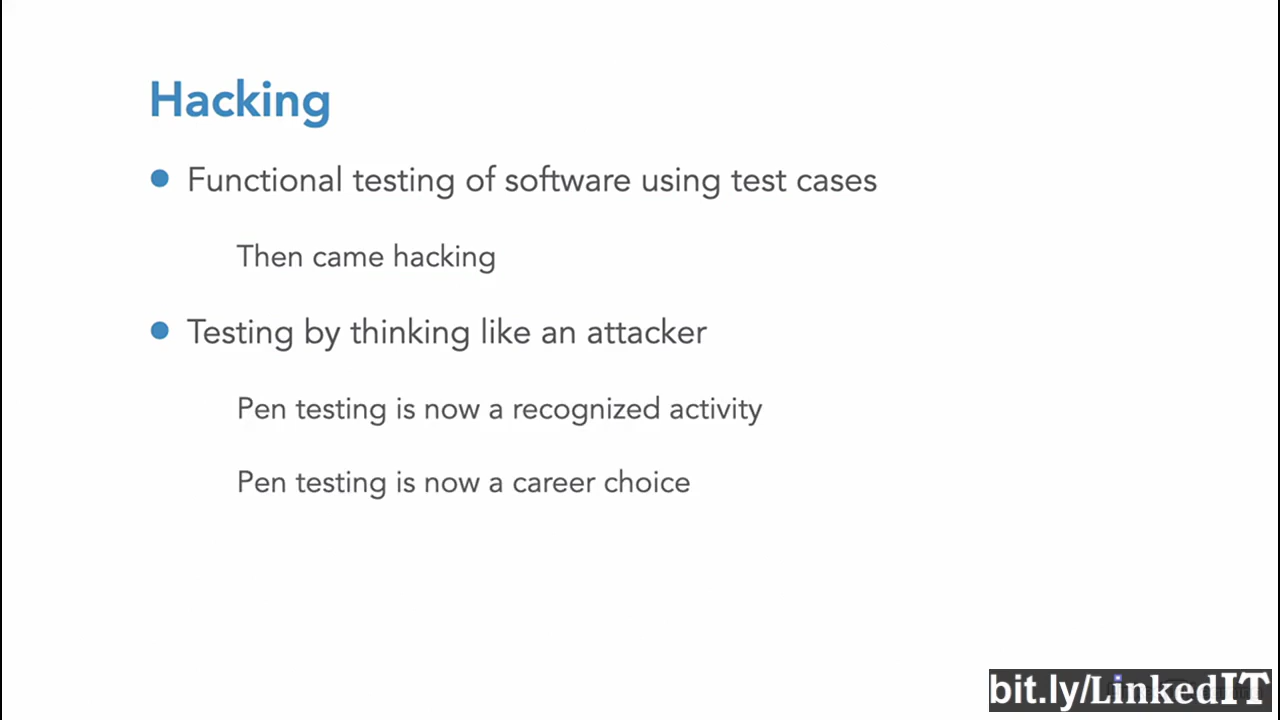 Hacking
Functional testing of software using test cases
Then came hacking
Testing by thinking like an attacker
Pen testing is now a recognized activity
Pen testing is now a career choice
bit.ly/LinkedIT